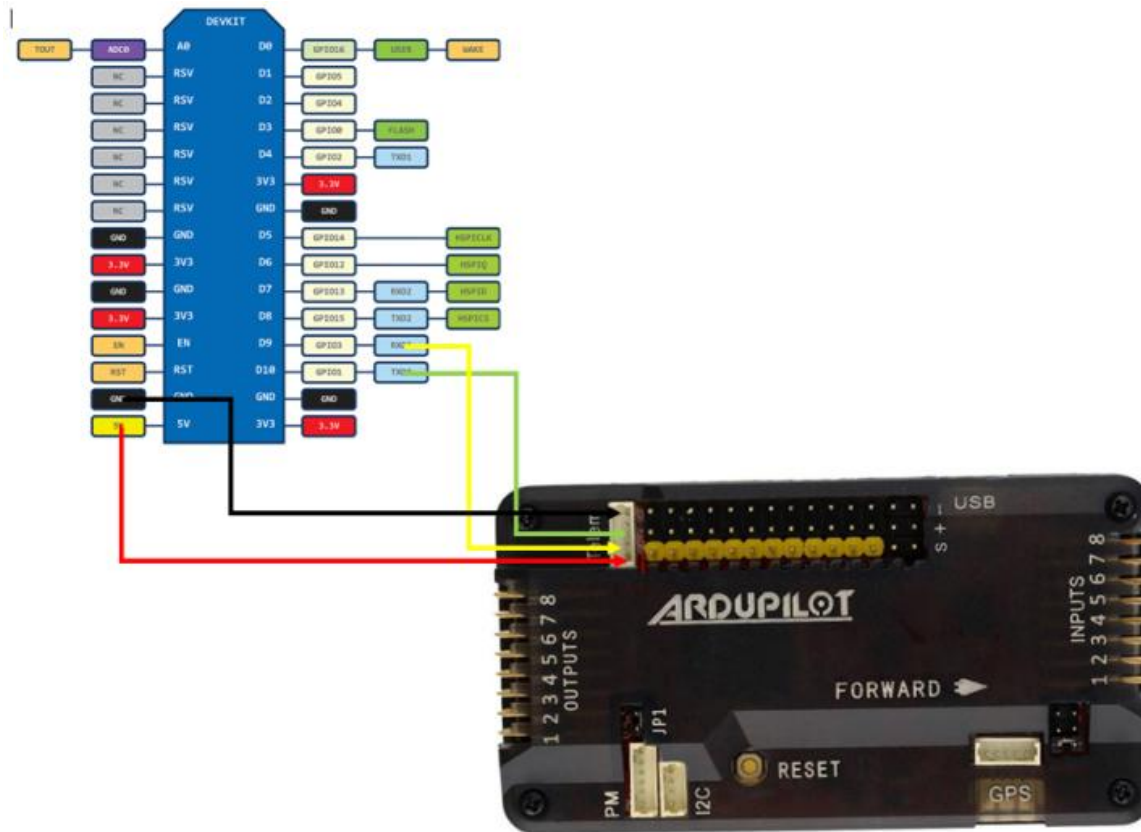 DEVKIT
TOUT ADC0 A0 D0 GPIO16 USER WAKE
NC RSV D1 GPIO5
NC RSV D2 GPIO4
NC RSV D3 GPIO0 FLASH
NC RSV D4 GPIO2 TXD1
NC RSV 3V3 3.3V
NC RSV GND GND
GND GND D5 GPIO14 HSPICLK
3.3V 3V3 D6 GPIO12 HSPIQ
GND GND D7 GPIO13 RXD2 HSPID
3.3V 3V3 D8 GPIO15 TXD2 HSPICS
EN EN D9 GPIO3
RST RST D10 GPIO1
GND GND GND GND
5V 3V3 3.3V
USB
S + -
Telem
ARDUPILOT
OUTPUTS
1 2 3 4 5 6 7 8
INPUTS
1 2 3 4 5 6 7 8
FORWARD
JP1
RESET
PM
I2C
GPS